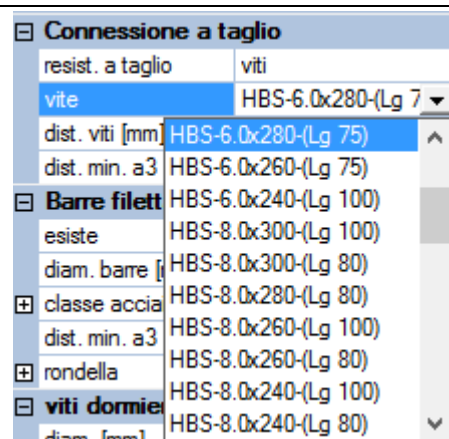 Connessione a taglio
resist. a taglio viti
vite HBS-6.0x280-(Lg 7
dist. viti [mm] HBS-6.0x280-(Lg 75)
dist. min. a3 HBS-6.0x260-(Lg 75)
Barre filett HBS-6.0x240-(Lg 100)
esiste HBS-8.0x300-(Lg 100)
diam. barre [ HBS-8.0x300-(Lg 80)
classe acciai HBS-8.0x280-(Lg 80)
dist. min. a3 HBS-8.0x260-(Lg 100)
rondella HBS-8.0x260-(Lg 80)
viti dormie HBS-8.0x240-(Lg 100)
diam. [mm] HBS-8.0x240-(Lg 80)